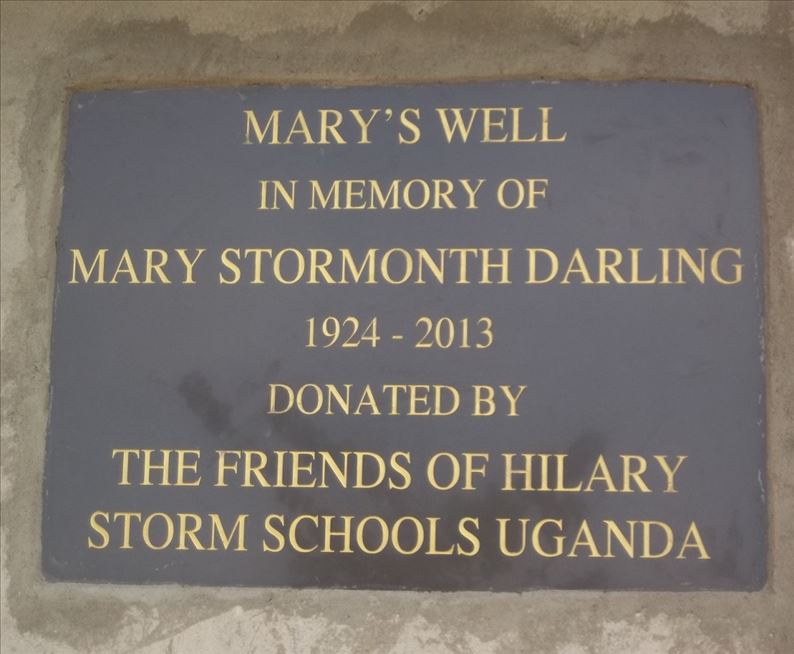 MARY'S WELL
IN MEMORY OF
MARY STORMONTH DARLING
1924 - 2013
DONATED BY
THE FRIENDS OF HILARY
STORM SCHOOLS UGANDA